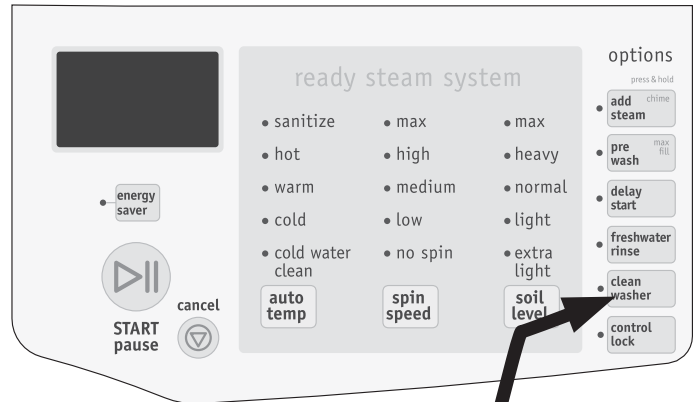 options
press & hold
ready steam system
add
steam
chime
pre
wash
max
fill
delay
start
freshwater
rinse
clean
washer
control
lock
sanitize
hot
warm
cold
cold water
clean
auto
temp
max
high
medium
low
no spin
spin
speed
max
heavy
normal
light
extra
light
soil
level
energy
saver
START
pause
cancel